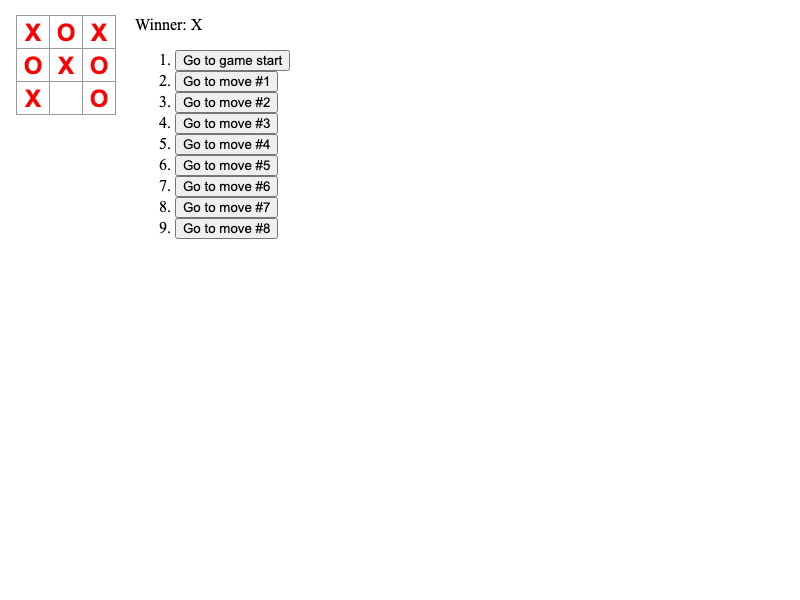 X O X
O X O
X O
Winner: X
1. Go to game start
2. Go to move #1
3. Go to move #2
4. Go to move #3
5. Go to move #4
6. Go to move #5
7. Go to move #6
8. Go to move #7
9. Go to move #8